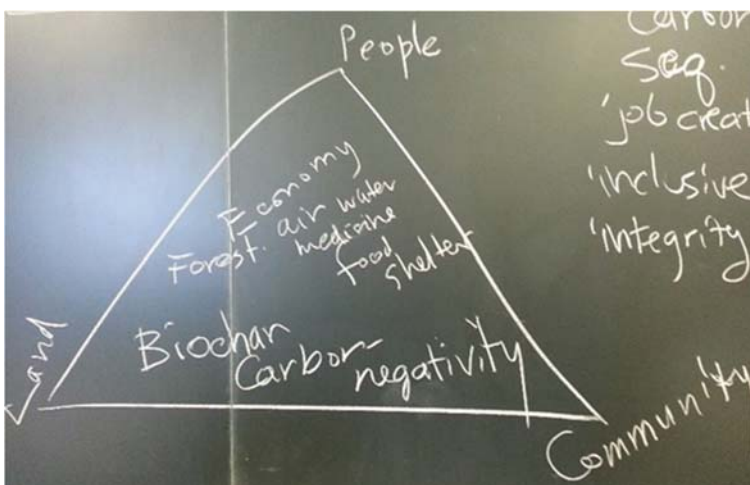 People
Economy
Forest. air water
medicine
food
shelter
Biochar
Carbon-
negativity
Land
Community
Carbon
Seq.
'job creat
'inclusive
'integrity